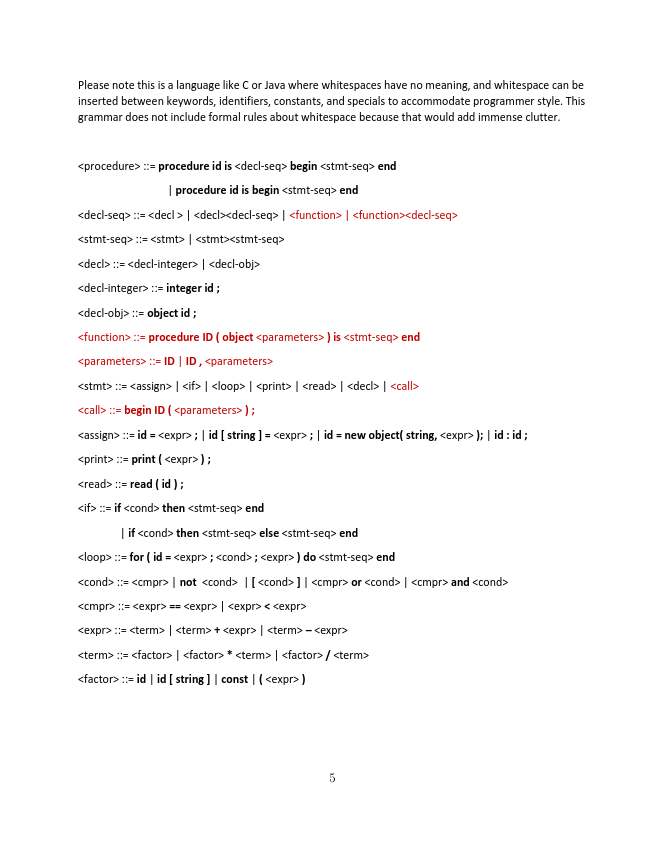 Please note this is a language like C or Java where whitespaces have no meaning, and whitespace can be
inserted between keywords, identifiers, constants, and specials to accommodate programmer style. This
grammar does not include formal rules about whitespace because that would add immense clutter.
<procedure> ::= procedure id is <decl-seq> begin <stmt-seq> end
| procedure id is begin <stmt-seq> end
<decl-seq> ::= <decl > | <decl><decl-seq> | <function> | <function><decl-seq>
<stmt-seq> ::= <stmt> | <stmt><stmt-seq>
<decl> ::= <decl-integer> | <decl-obj>
<decl-integer> ::= integer id ;
<decl-obj> ::= object id ;
<function> ::= procedure ID ( object <parameters> ) is <stmt-seq> end
<parameters> ::= ID | ID , <parameters>
<stmt> ::= <assign> | <if> | <loop> | <print> | <read> | <decl> | <call>
<call> ::= begin ID ( <parameters> ) ;
<assign> ::= id = <expr> ; | id [ string ] = <expr> ; | id = new object( string, <expr> ); | id : id ;
<print> ::= print ( <expr> ) ;
<read> ::= read ( id ) ;
<if> ::= if <cond> then <stmt-seq> end
| if <cond> then <stmt-seq> else <stmt-seq> end
<loop> ::= for ( id = <expr> ; <cond> ; <expr> ) do <stmt-seq> end
<cond> ::= <cmpr> | not <cond> | [ <cond> ] | <cmpr> or <cond> | <cmpr> and <cond>
<cmpr> ::= <expr> == <expr> | <expr> < <expr>
<expr> ::= <term> | <term> + <expr> | <term> – <expr>
<term> ::= <factor> | <factor> * <term> | <factor> / <term>
<factor> ::= id | id [ string ] | const | ( <expr> )
5